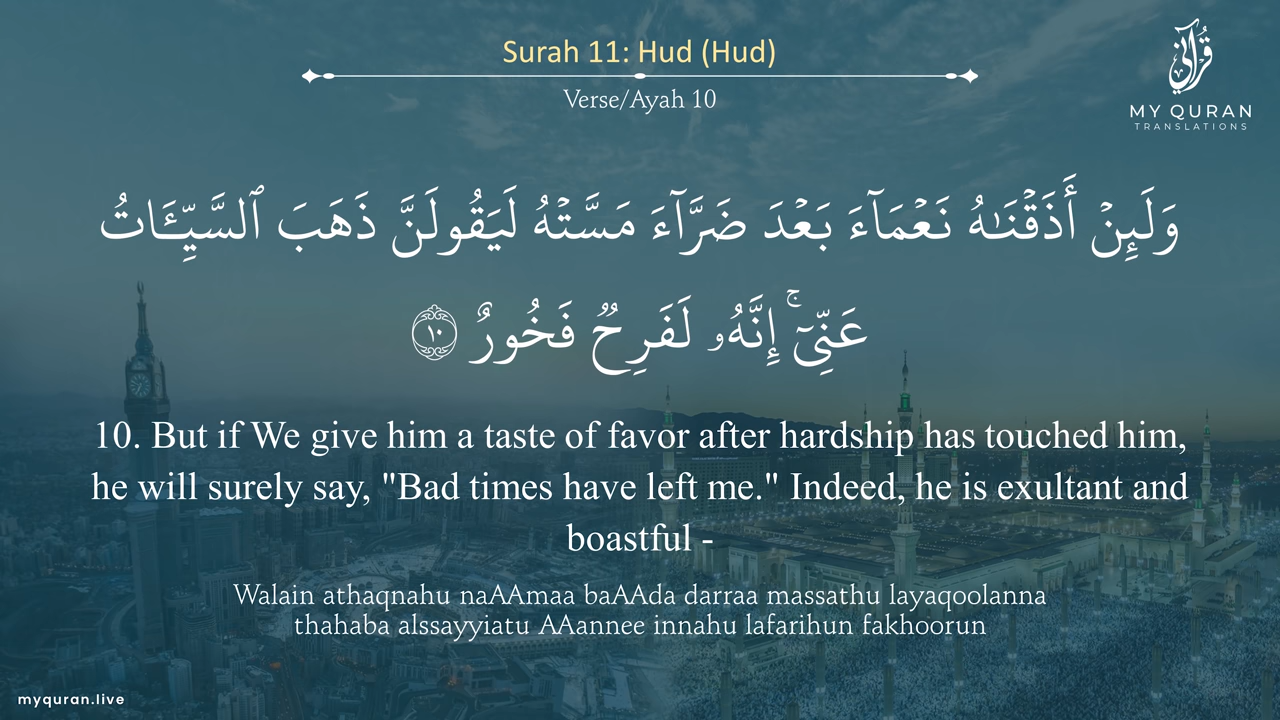 Surah 11: Hud (Hud)
Verse/Ayah 10
قرآني
MY QURAN
TRANSLATIONS
وَلَئِنْ أَذَقْنَـٰهُ نَعْمَآءَ بَعْدَ ضَرَّآءَ مَسَّتْهُ لَيَقُولَنَّ ذَهَبَ ٱلسَّيِّـَٔاتُ
عَنِّىٓ ۚ إِنَّهُۥ لَفَرِحٌ فَخُورٌ ١٠
10. But if We give him a taste of favor after hardship has touched him,
he will surely say, "Bad times have left me." Indeed, he is exultant and
boastful -
Walain athaqnahu naAAmaa baAAda darraa massathu layaqoolanna
thahaba alssayyiatu AAannee innahu lafarihun fakhoorun
myquran.live